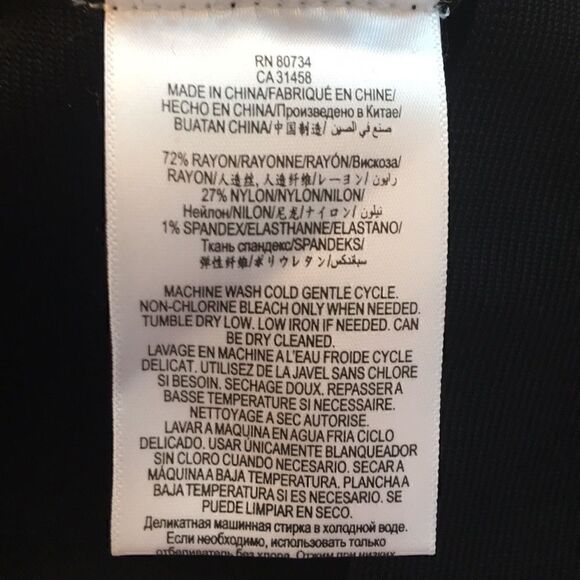 RN 80734
CA 31458
MADE IN CHINA/FABRIQUÉ EN CHINE/
HECHO EN CHINA/Произведено в Китае/
BUATAN CHINA/中国制造/ صنع في الصين/
72% RAYON/RAYONNE/RAYÓN/Вискоза/
RAYON/人造丝, 人造纤维/レーヨン/ رايون/
27% NYLON/NYLON/NILON/
Нейлон/NILON/尼龙/ナイロン/ نيلون/
1% SPANDEX/ELASTHANNE/ELASTANO/
Ткань спандекс/SPANDEKS/
弹性纤维/ポリウレタン/ سباندكس/
MACHINE WASH COLD GENTLE CYCLE.
NON-CHLORINE BLEACH ONLY WHEN NEEDED.
TUMBLE DRY LOW. LOW IRON IF NEEDED. CAN
BE DRY CLEANED.
LAVAGE EN MACHINE A L'EAU FROIDE CYCLE
DELICAT. UTILISEZ DE LA JAVEL SANS CHLORE
SI BESOIN. SECHAGE DOUX. REPASSER A
BASSE TEMPERATURE SI NECESSAIRE.
NETTOYAGE A SEC AUTORISE.
LAVAR A MAQUINA EN AGUA FRIA CICLO
DELICADO. USAR ÚNICAMENTE BLANQUEADOR
SIN CLORO CUANDO NECESARIO. SECAR A
MÁQUINA A BAJA TEMPERATURA. PLANCHA A
BAJA TEMPERATURA SI ES NECESARIO. SE
PUEDE LIMPIAR EN SECO.
Деликатная машинная стирка в холодной воде.
Если необходимо, использовать только
отбеливатель без хлора. Отжим при низких